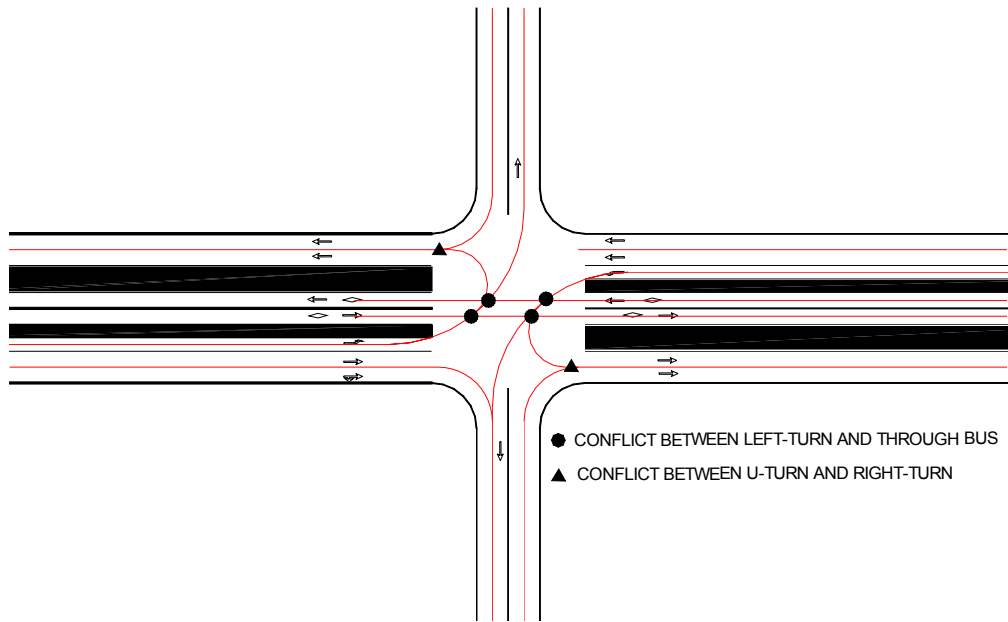 CONFLICT BETWEEN LEFT-TURN AND THROUGH BUS
CONFLICT BETWEEN U-TURN AND RIGHT-TURN